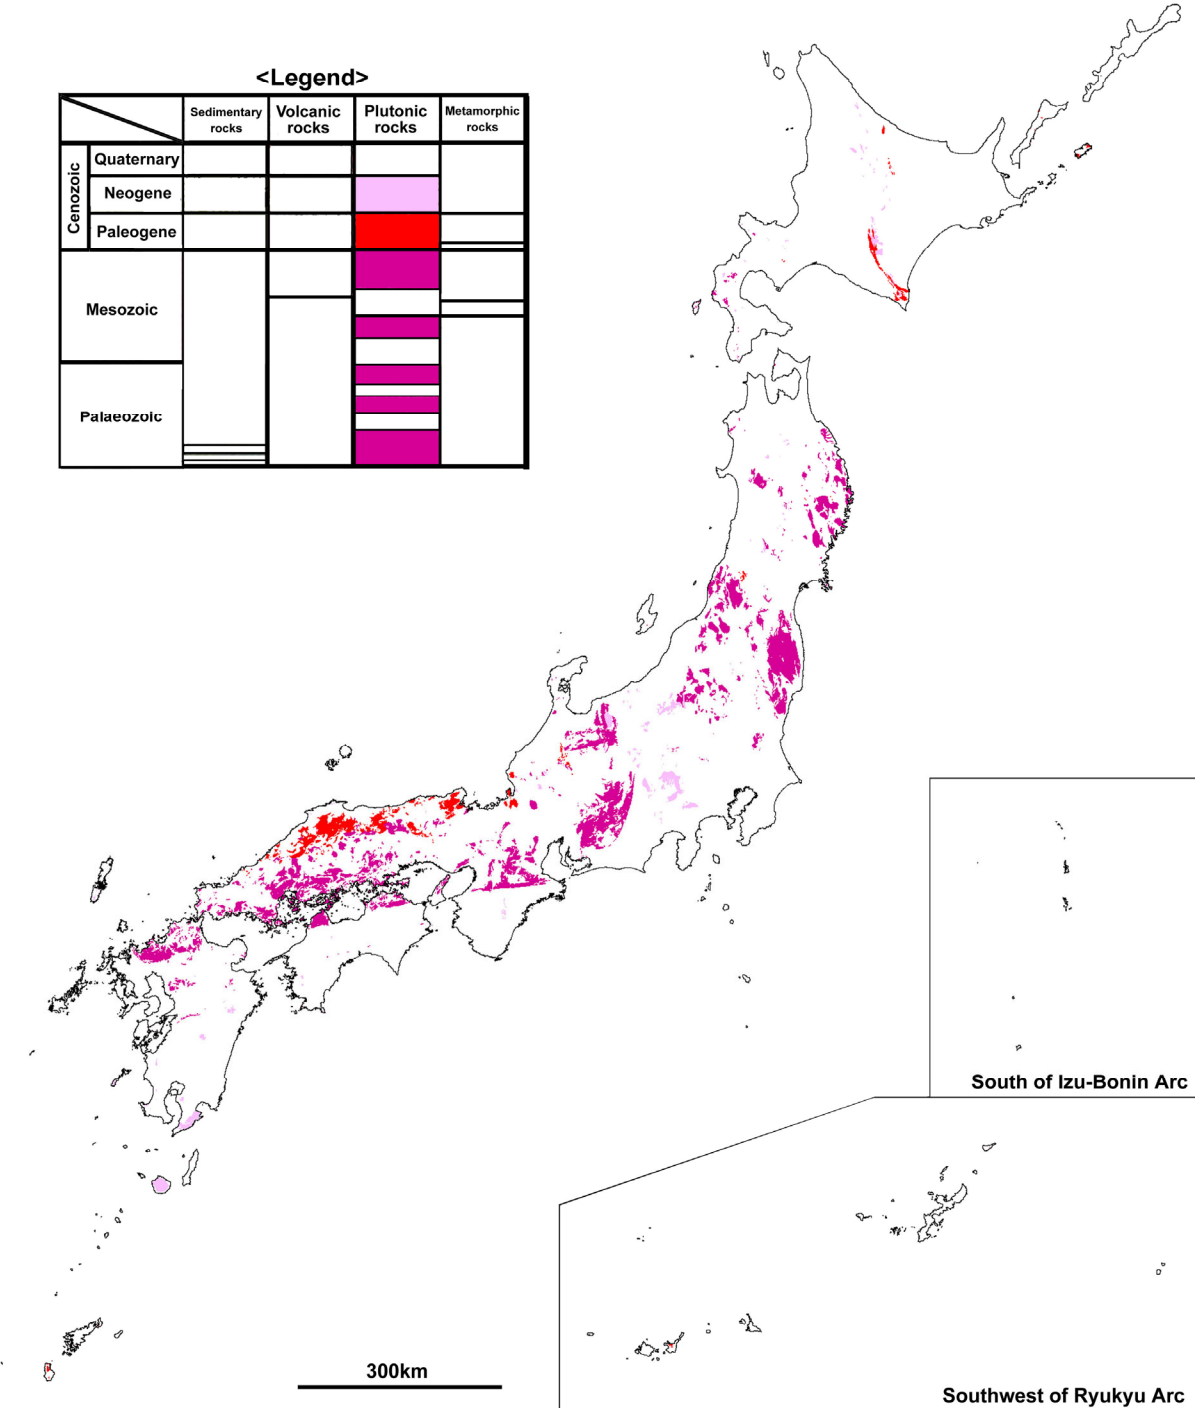 <Legend>
Sedimentary rocks
Volcanic rocks
Plutonic rocks
Metamorphic rocks
Cenozoic
Quaternary
Neogene
Paleogene
Mesozoic
Palaeozoic
300km
South of Izu-Bonin Arc
Southwest of Ryukyu Arc